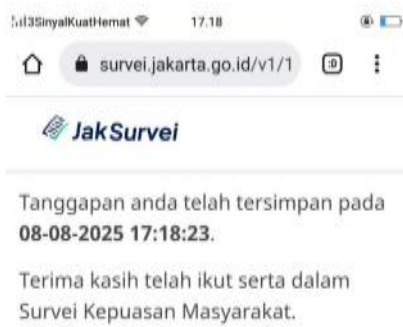 3SinyalKuatHemat 17.18
survei.jakarta.go.id/v1/1 :D
JakSurvei
Tanggapan anda telah tersimpan pada
08-08-2025 17:18:23.
Terima kasih telah ikut serta dalam
Survei Kepuasan Masyarakat.